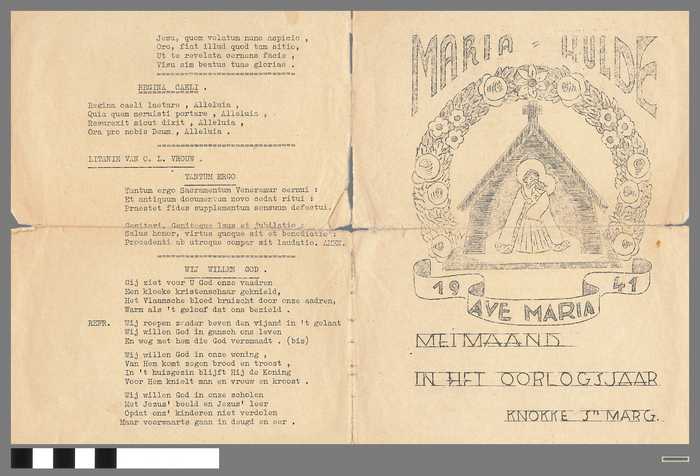 Jesu, quem velatum nunc aspicio ,
Oro, fiat illud quod tam sitio,
Ut te revelata cernens facie ,
Visu sim beatus tuae gloriae .
REGINA CAELI .
Regina caeli laetare , Alleluia ,
Quia quem meruisti portare , Alleluia ,
Resurexit sicut dixit , Alleluia ,
Ora pro nobis Deum , Alleluia .
LITANIE VAN O. L. VROUW .
TANTUM ERGO
Tantum ergo Sacramentum Veneremur cernui :
Et antiquum documentum novo cedat ritui :
Praestet fides supplementum sensuum defectui.
Genitori, Genitoque laus et jubilatio :
Salus honor, virtus quoque sit et benedictio :
Procedenti ab utroque compar sit laudatio. AMEN.
WIJ WILLEN GOD .
Gij ziet voor U God onze vaadren
Een kloeke kristenschaar geknield,
Het Vlaamsche bloed bruischt door onze aadren,
Warm als 't geloof dat ons bezield .
REFR. Wij roepen zonder beven den vijand in 't gelaat
Wij willen God in gansch ons leven
En weg met hem die God versmaadt . (bis)
Wij willen God in onze woning ,
Van Hem komt zegen brood en troost ,
In 't huisgezin blijft Hij de Koning
Voor Hem knielt man en vrouw en kroost .
Wij willen God in onze scholen
Met Jezus' beeld en Jezus' leer
Opdat ons' kinderen niet verdolen
Maar voorwaarts gaan in deugd en eer .
MARIA = HULDE
19 41
AVE MARIA
MEIMAAND
IN HET OORLOGSJAAR
KNOKKE ST MARG.